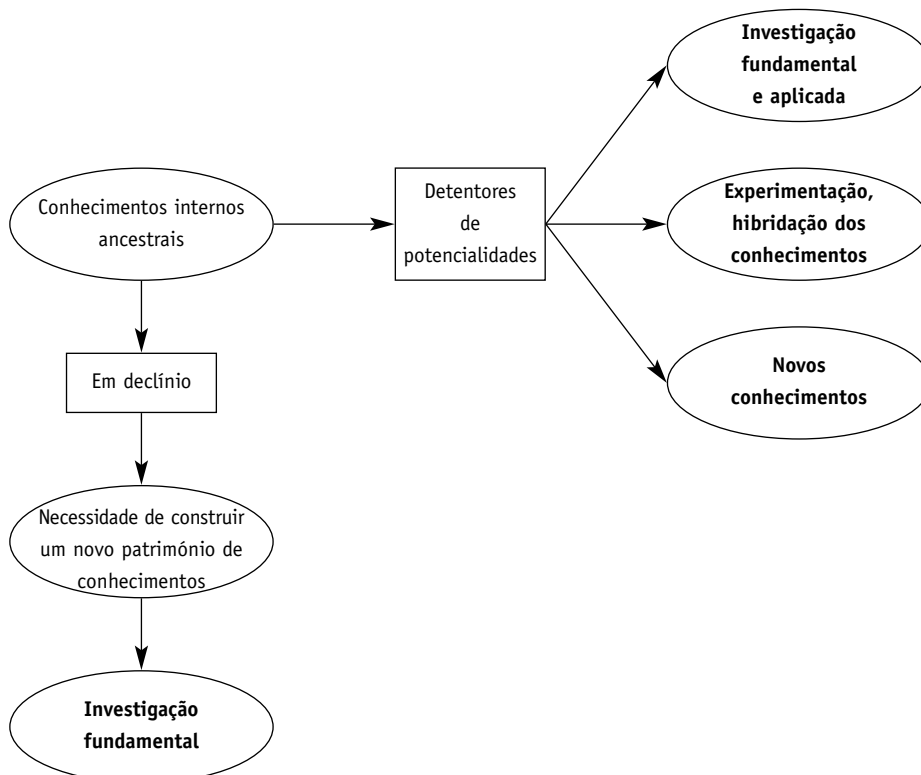 Investigação
fundamental
e aplicada
Conhecimentos internos
ancestrais
Detentores
de
potencialidades
Experimentação,
hibridação dos
conhecimentos
Em declínio
Novos
conhecimentos
Necessidade de construir
um novo património de
conhecimentos
Investigação
fundamental